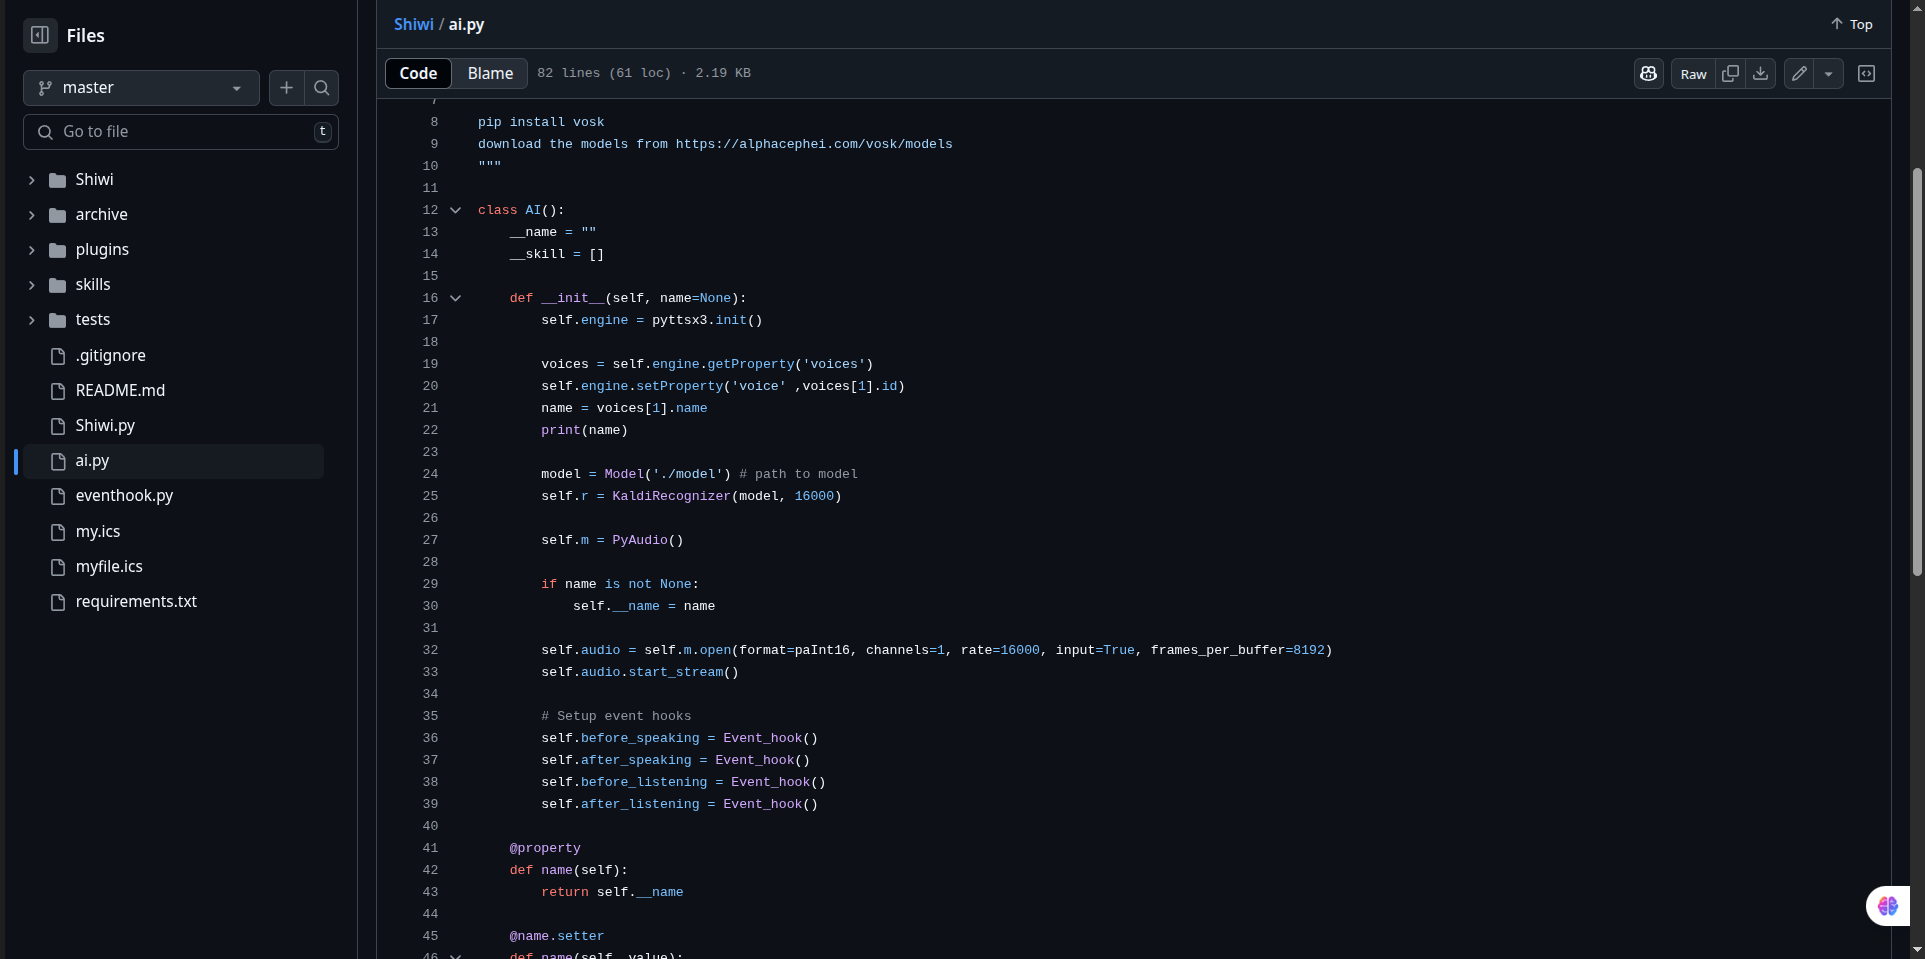 Files
master
Go to file
t
Shiwi
archive
plugins
skills
tests
.gitignore
README.md
Shiwi.py
ai.py
eventhook.py
my.ics
myfile.ics
requirements.txt
Shiwi / ai.py
Top
Code Blame 82 lines (61 loc) · 2.19 KB Raw
7
8 pip install vosk
9 download the models from https://alphacephei.com/vosk/models
10 """
11
12 class AI():
13     __name = ""
14     __skill = []
15
16     def __init__(self, name=None):
17         self.engine = pyttsx3.init()
18
19         voices = self.engine.getProperty('voices')
20         self.engine.setProperty('voice' ,voices[1].id)
21         name = voices[1].name
22         print(name)
23
24         model = Model('./model') # path to model
25         self.r = KaldiRecognizer(model, 16000)
26
27         self.m = PyAudio()
28
29         if name is not None:
30             self.__name = name
31
32         self.audio = self.m.open(format=paInt16, channels=1, rate=16000, input=True, frames_per_buffer=8192)
33         self.audio.start_stream()
34
35         # Setup event hooks
36         self.before_speaking = Event_hook()
37         self.after_speaking = Event_hook()
38         self.before_listening = Event_hook()
39         self.after_listening = Event_hook()
40
41     @property
42     def name(self):
43         return self.__name
44
45     @name.setter
46     def name(self, value):